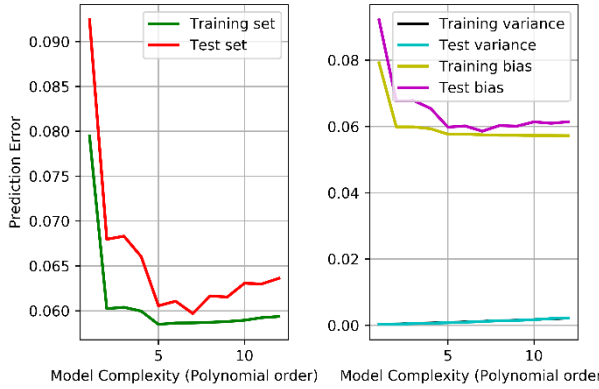 Training set
Test set
0.090
0.085
0.080
0.075
0.070
0.065
0.060
Prediction Error
5
10
Model Complexity (Polynomial order)
Training variance
Test variance
Training bias
Test bias
0.08
0.06
0.04
0.02
0.00
5
10
Model Complexity (Polynomial order)